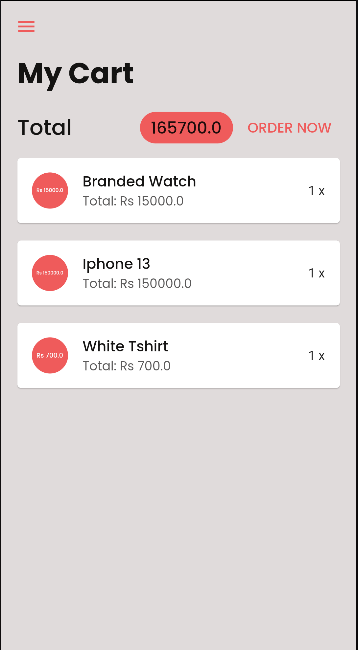 My Cart
Total 165700.0 ORDER NOW
Rs 15000.0 Branded Watch 1 x
Total: Rs 15000.0
Rs 150000.0 Iphone 13 1 x
Total: Rs 150000.0
Rs 700.0 White Tshirt 1 x
Total: Rs 700.0